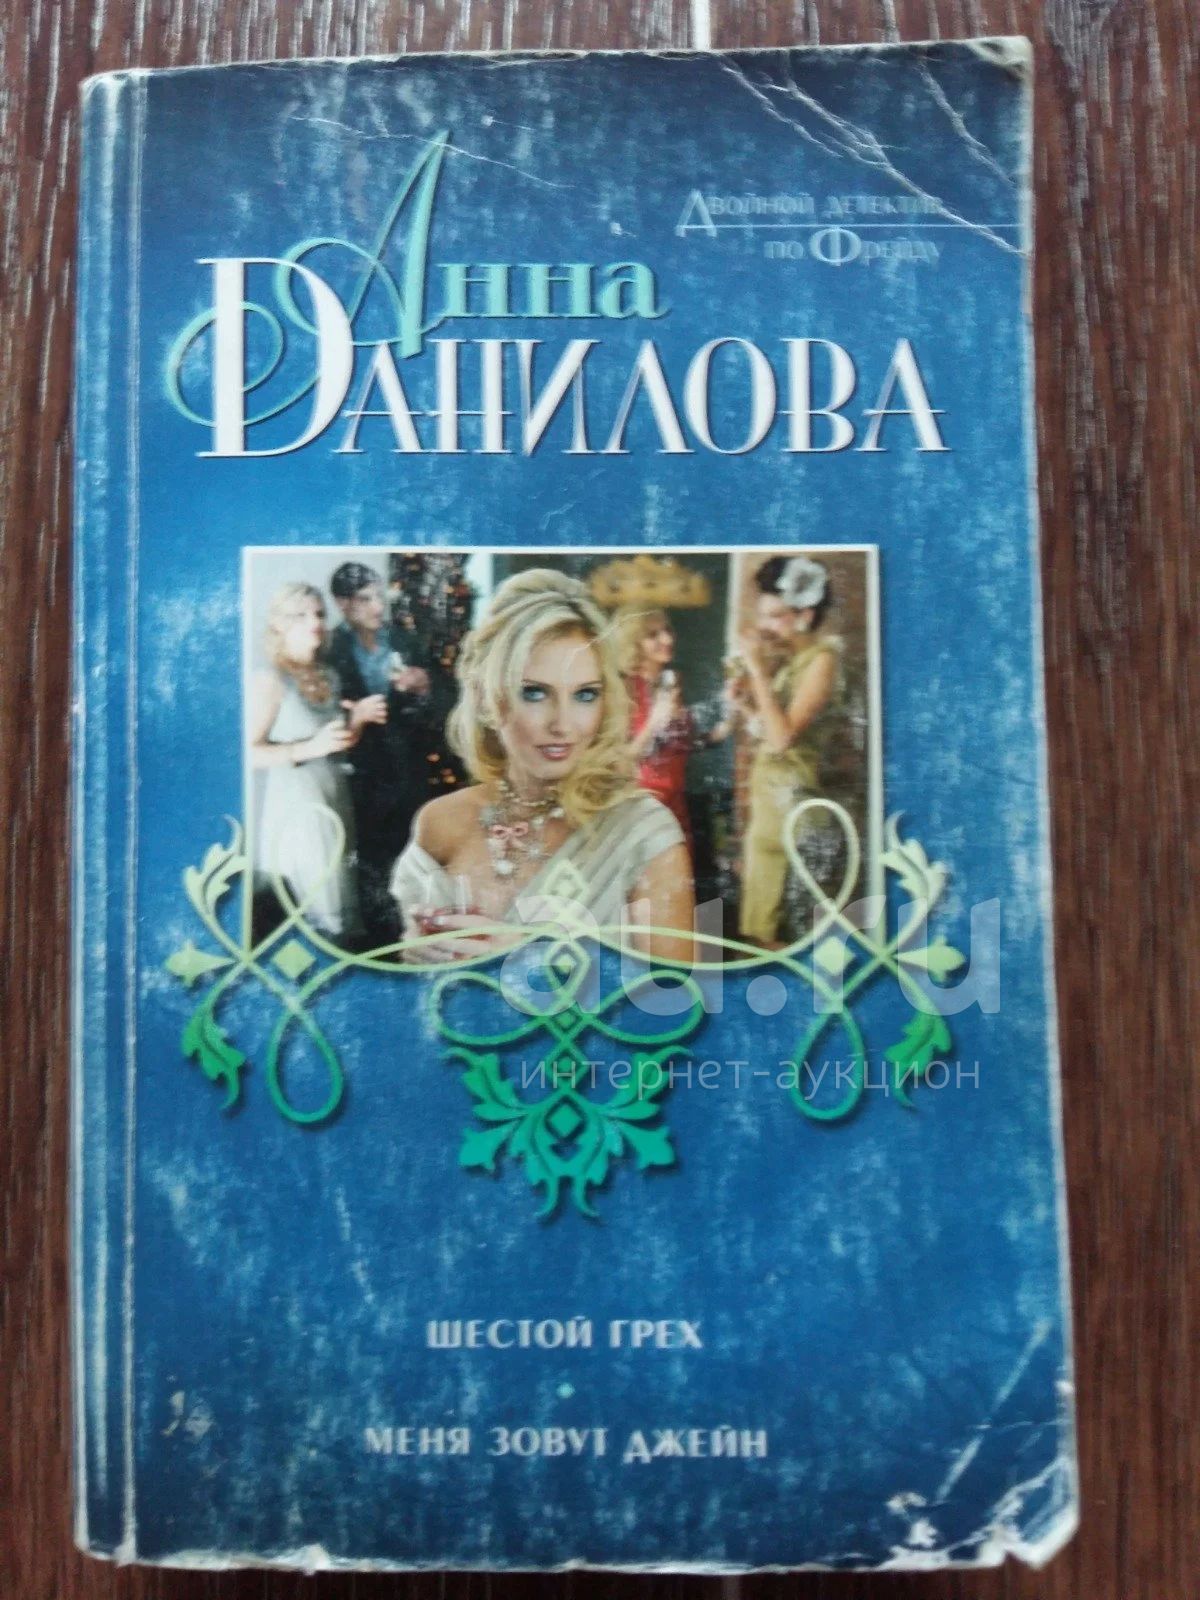 Двойной детектив
по Фрейду
Анна
Данилова
au.ru
интернет-аукцион
ШЕСТОЙ ГРЕХ
МЕНЯ ЗОВУТ ДЖЕЙН